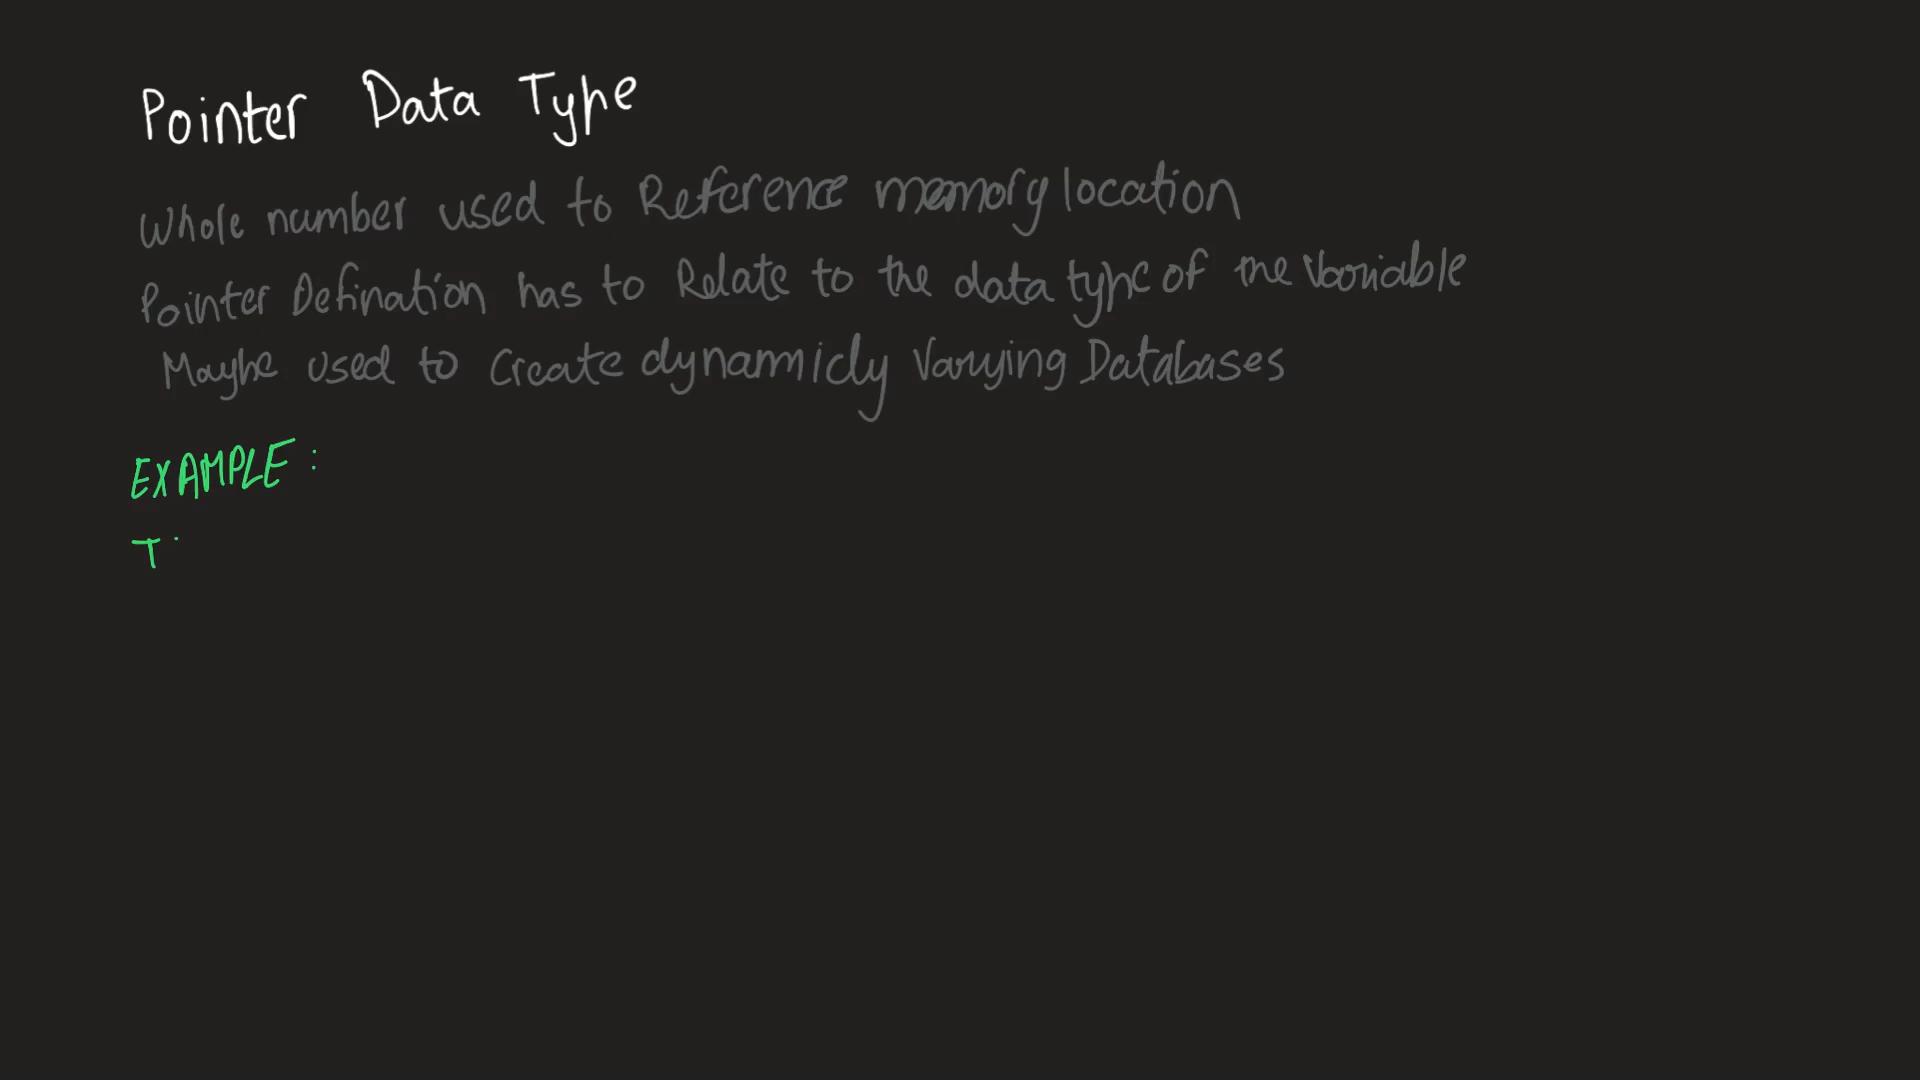 Pointer Data Type
Whole number used to Reference memory location
Pointer Defination has to Relate to the data type of the Variable
Maybe used to Create dynamicly Varying Databases
EXAMPLE :
T